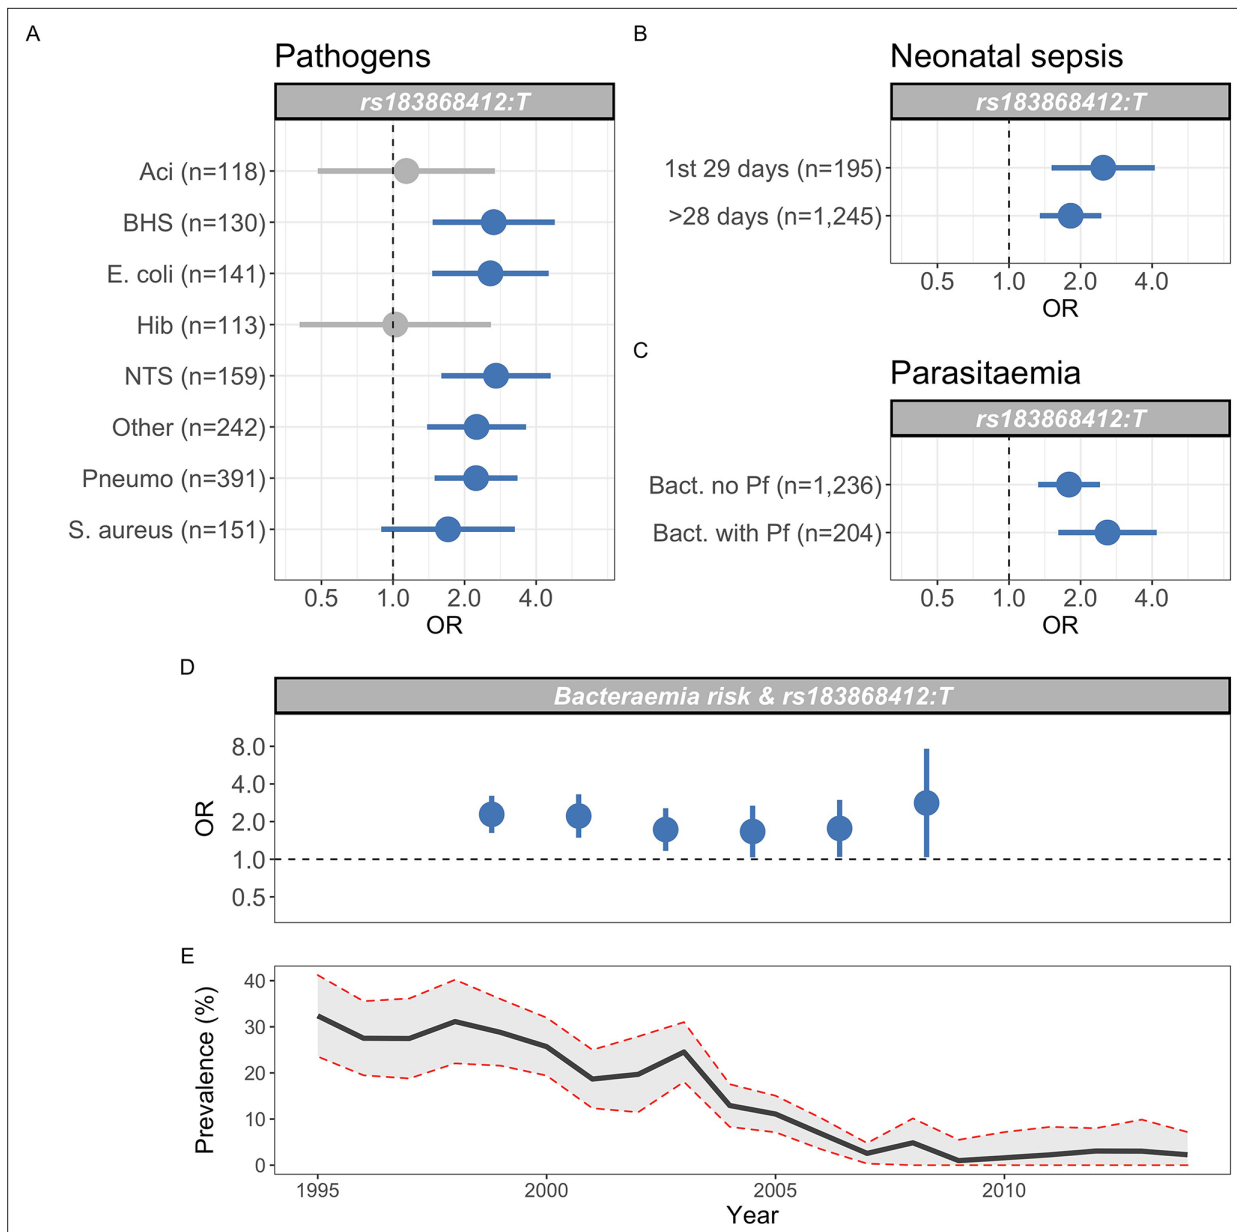 A
Pathogens
rs183868412:T
Aci (n=118)
BHS (n=130)
E. coli (n=141)
Hib (n=113)
NTS (n=159)
Other (n=242)
Pneumo (n=391)
S. aureus (n=151)
0.5 1.0 2.0 4.0
OR
B
Neonatal sepsis
rs183868412:T
1st 29 days (n=195)
>28 days (n=1,245)
0.5 1.0 2.0 4.0
OR
C
Parasitaemia
rs183868412:T
Bact. no Pf (n=1,236)
Bact. with Pf (n=204)
0.5 1.0 2.0 4.0
OR
D
Bacteraemia risk & rs183868412:T
OR
8.0
4.0
2.0
1.0
0.5
E
Prevalence (%)
40
30
20
10
0
1995 2000 2005 2010
Year